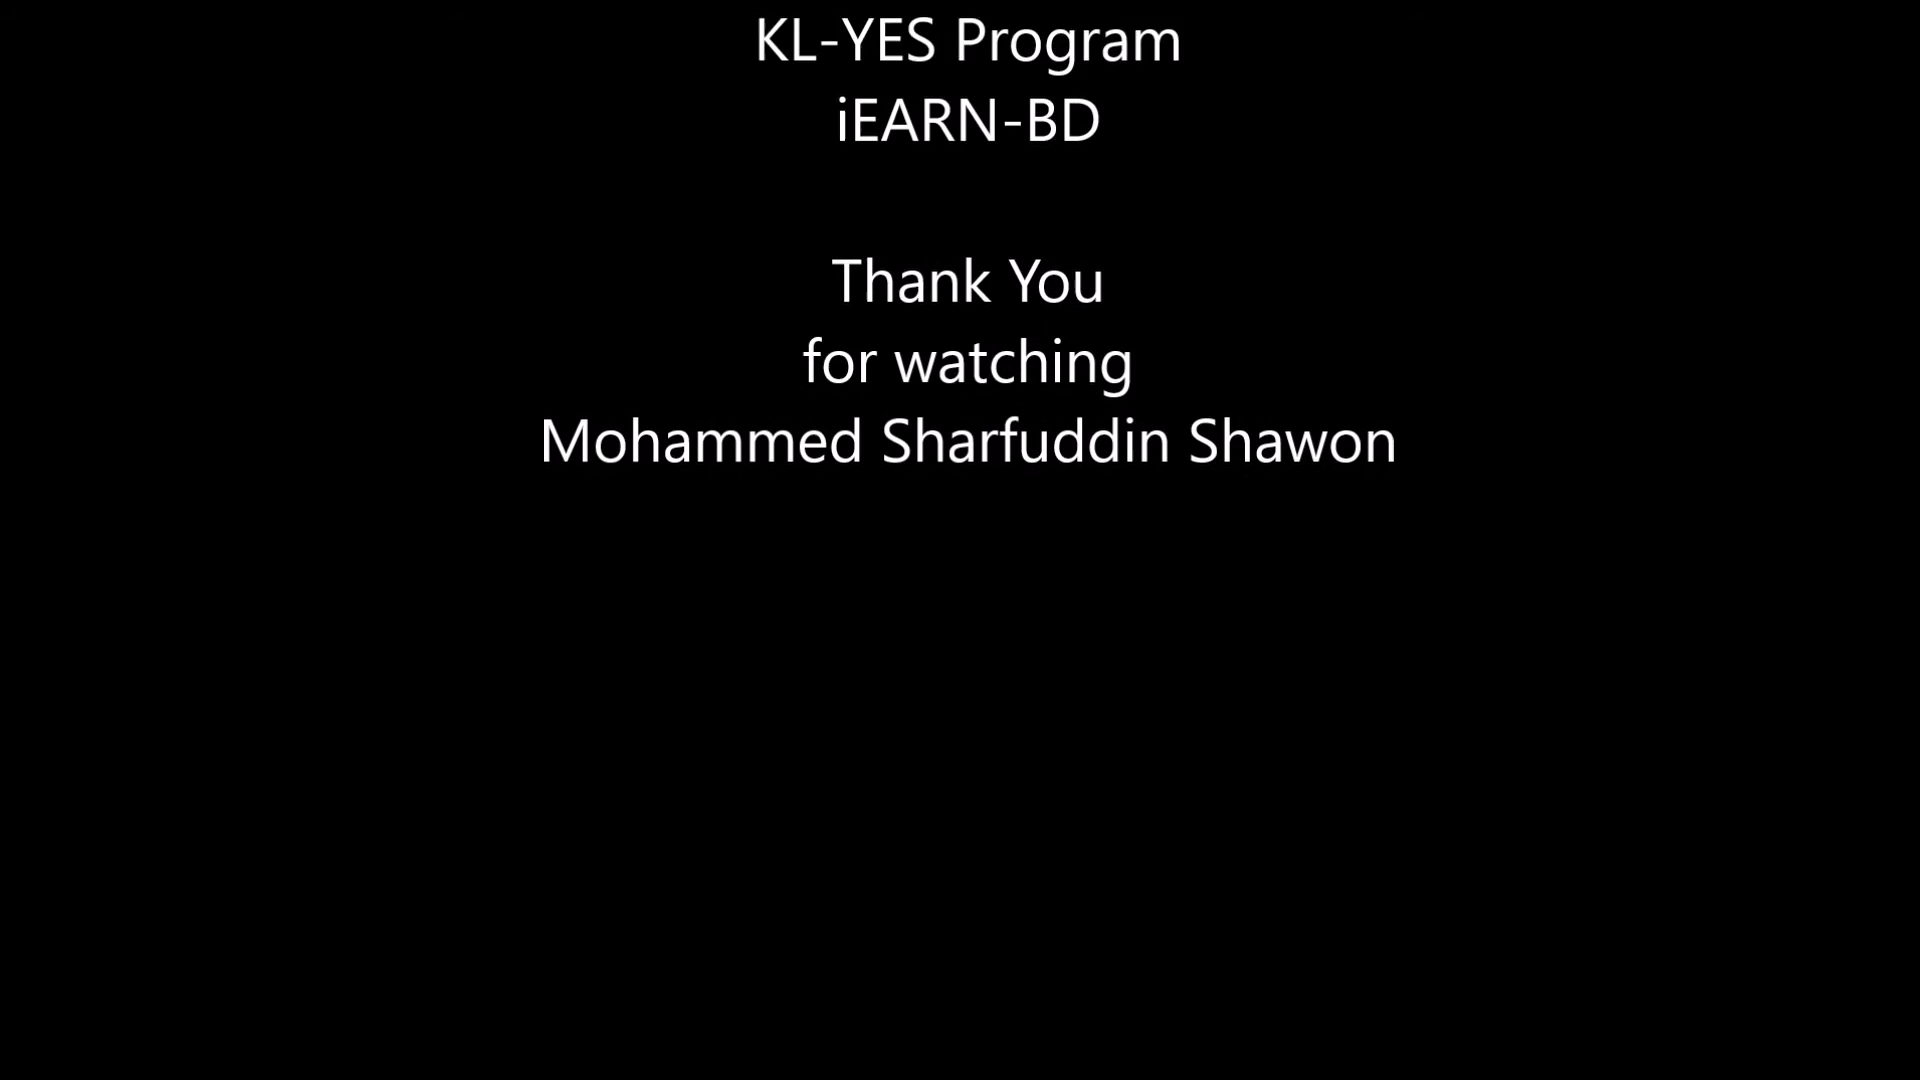 KL-YES Program
iEARN-BD
Thank You
for watching
Mohammed Sharfuddin Shawon